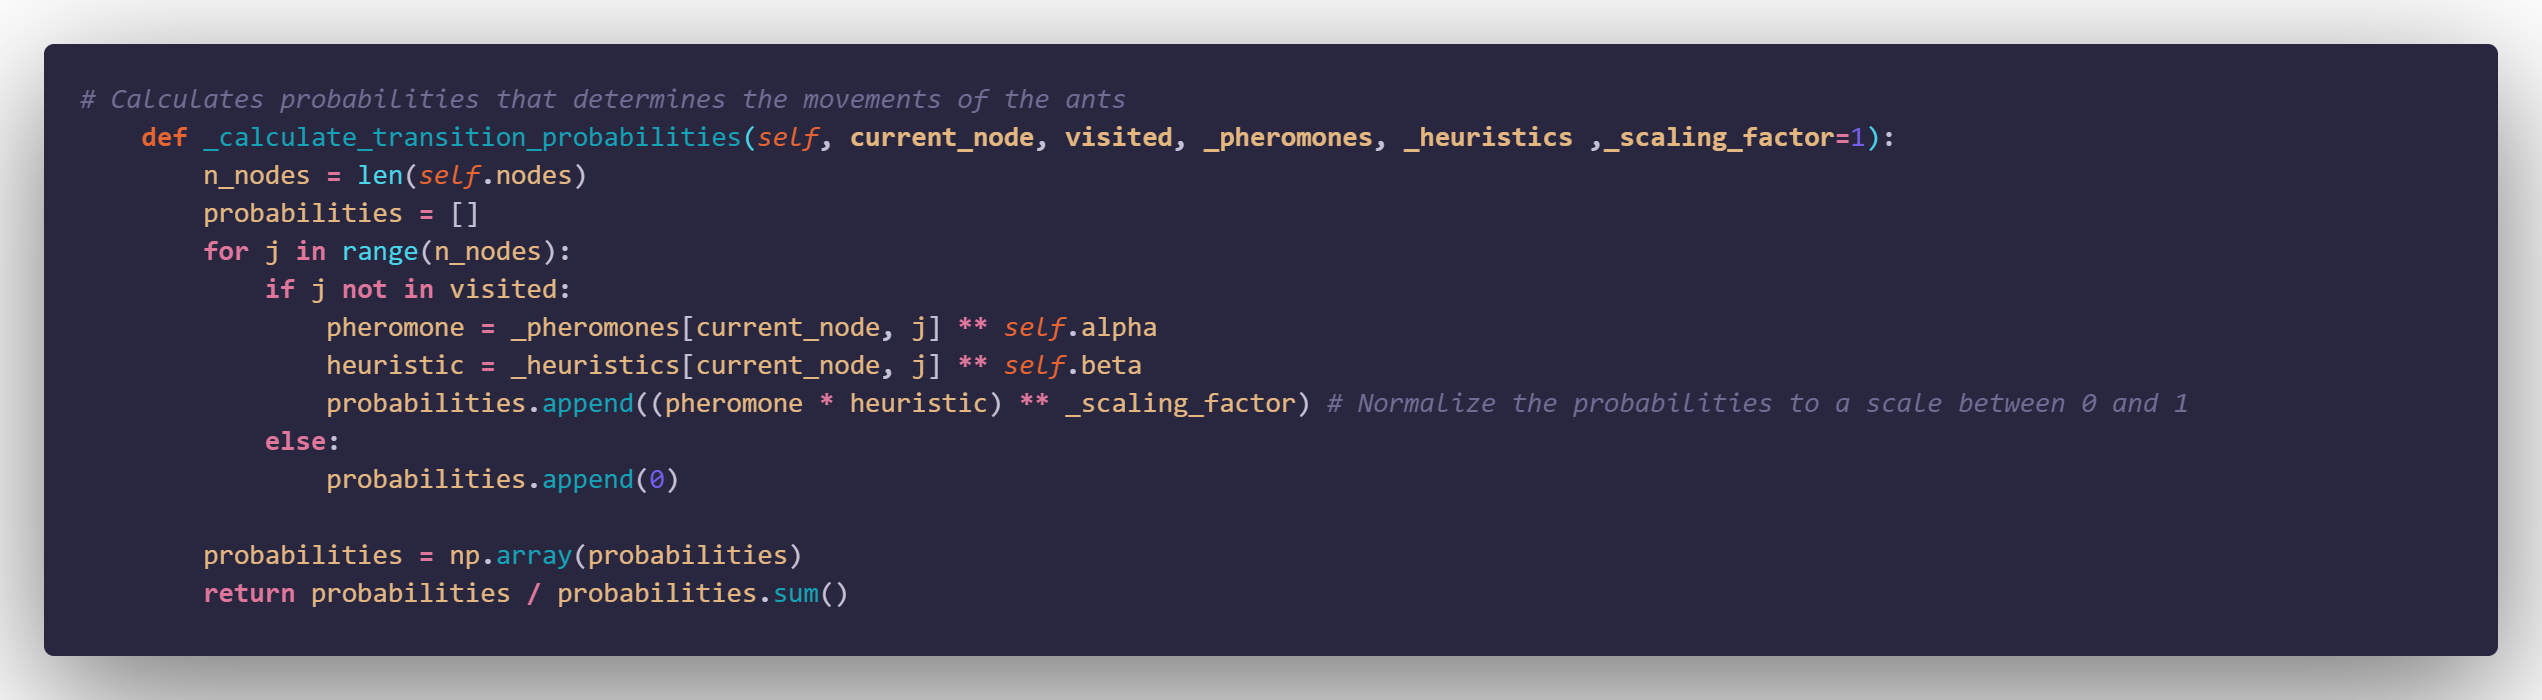 # Calculates probabilities that determines the movements of the ants
    def _calculate_transition_probabilities(self, current_node, visited, _pheromones, _heuristics ,_scaling_factor=1):
        n_nodes = len(self.nodes)
        probabilities = []
        for j in range(n_nodes):
            if j not in visited:
                pheromone = _pheromones[current_node, j] ** self.alpha
                heuristic = _heuristics[current_node, j] ** self.beta
                probabilities.append((pheromone * heuristic) ** _scaling_factor) # Normalize the probabilities to a scale between 0 and 1
            else:
                probabilities.append(0)

        probabilities = np.array(probabilities)
        return probabilities / probabilities.sum()